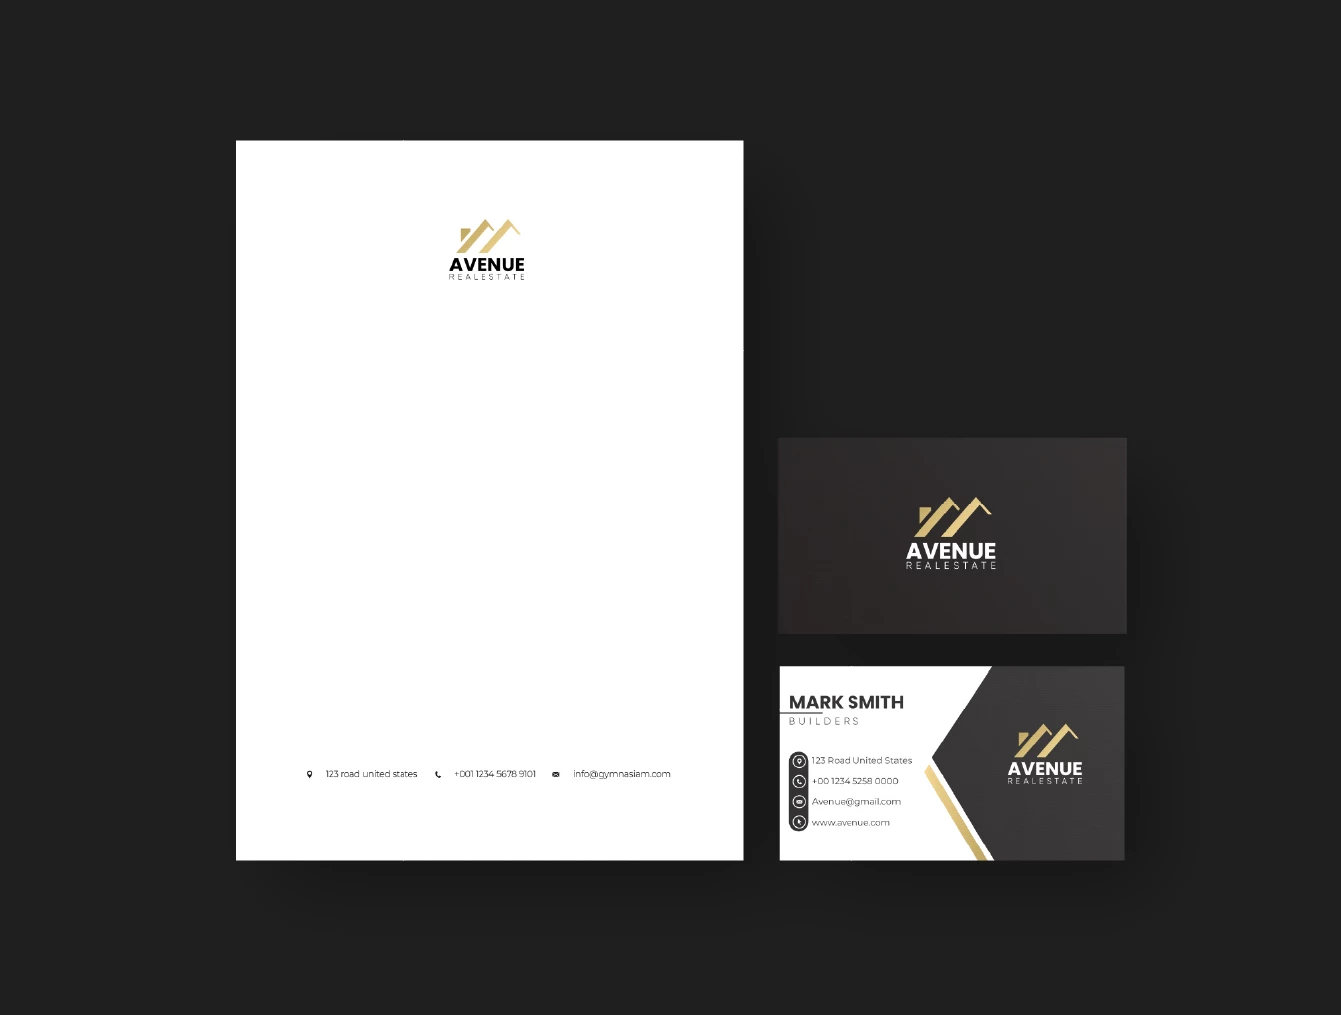 AVENUE
REALESTATE
123 road united states +001 1234 5678 9101 info@gymnasiam.com
AVENUE
REALESTATE
MARK SMITH
BUILDERS
123 Road United States
+00 1234 5258 0000
Avenue@gmail.com
www.avenue.com
AVENUE
REALESTATE